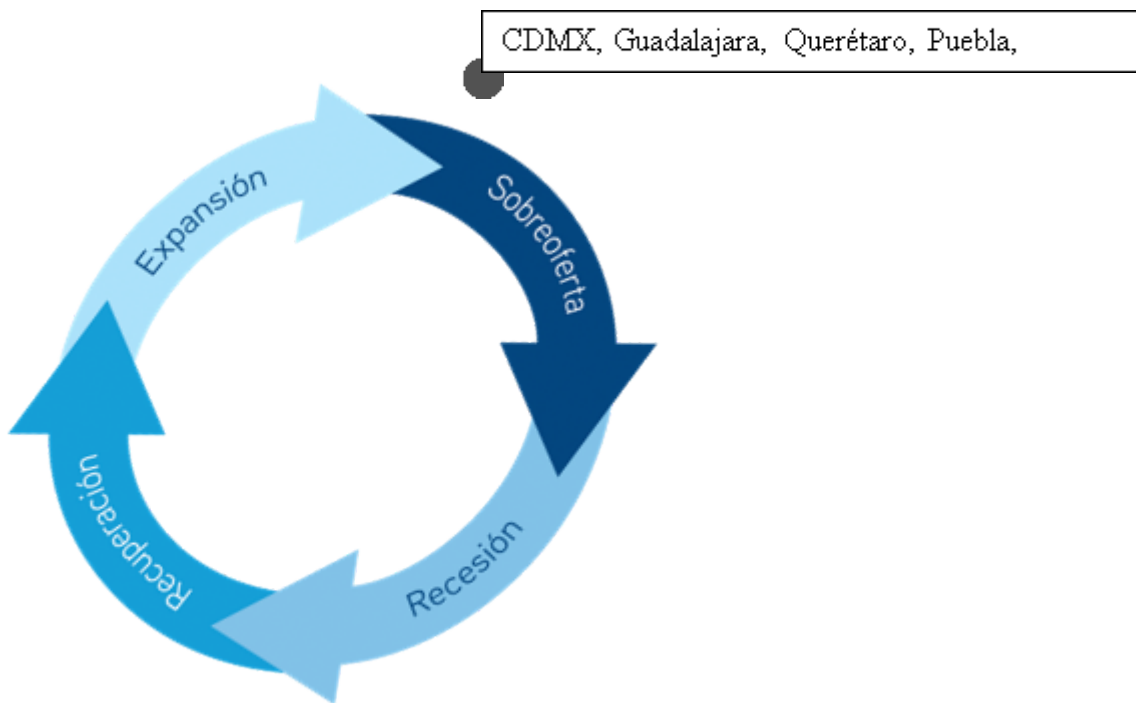 CDMX, Guadalajara, Querétaro, Puebla,
Expansión
Sobreoferta
Recuperación
Recesión